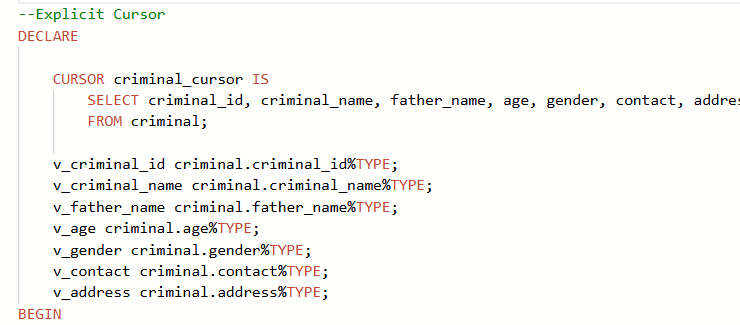 --Explicit Cursor
DECLARE
CURSOR criminal_cursor IS
SELECT criminal_id, criminal_name, father_name, age, gender, contact,
FROM criminal;
v_criminal_id criminal.criminal_id%TYPE;
v_criminal_name criminal.criminal_name%TYPE;
v_father_name criminal.father_name%TYPE;
v_age criminal.age%TYPE;
v_gender criminal.gender%TYPE;
v_contact criminal.contact%TYPE;
v_address criminal.address%TYPE;
BEGIN